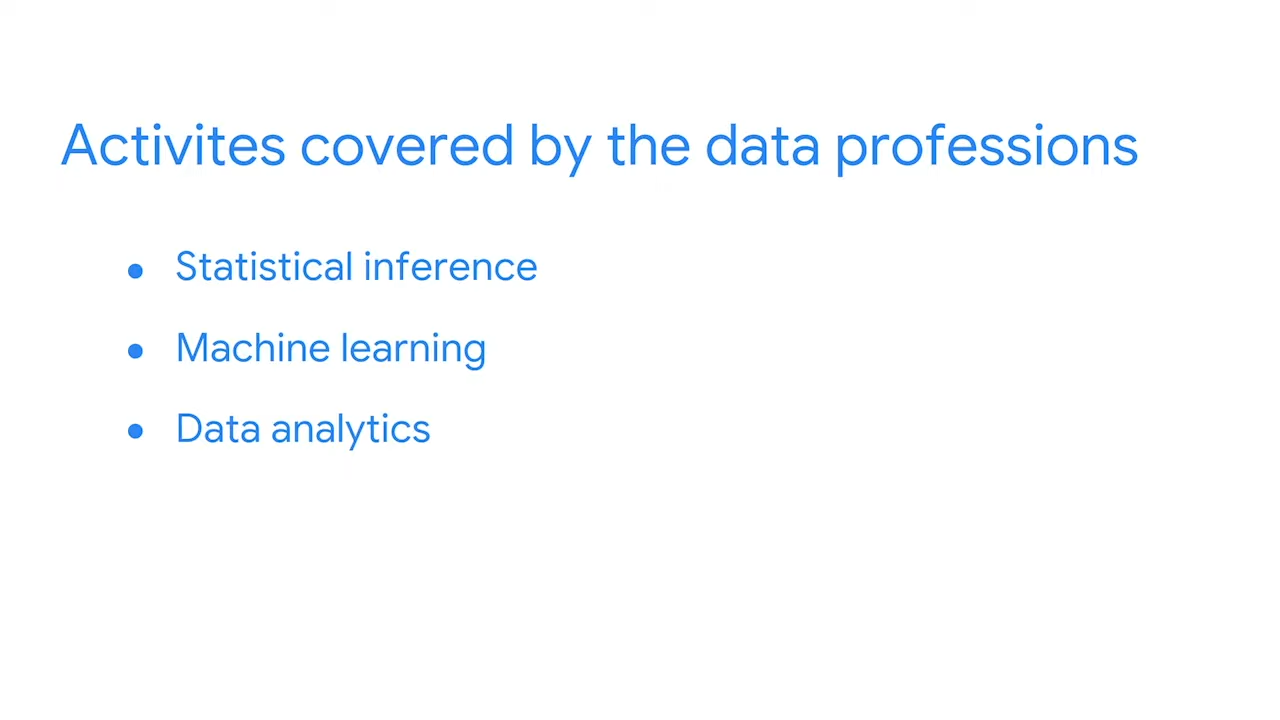 Activites covered by the data professions
● Statistical inference
● Machine learning
● Data analytics